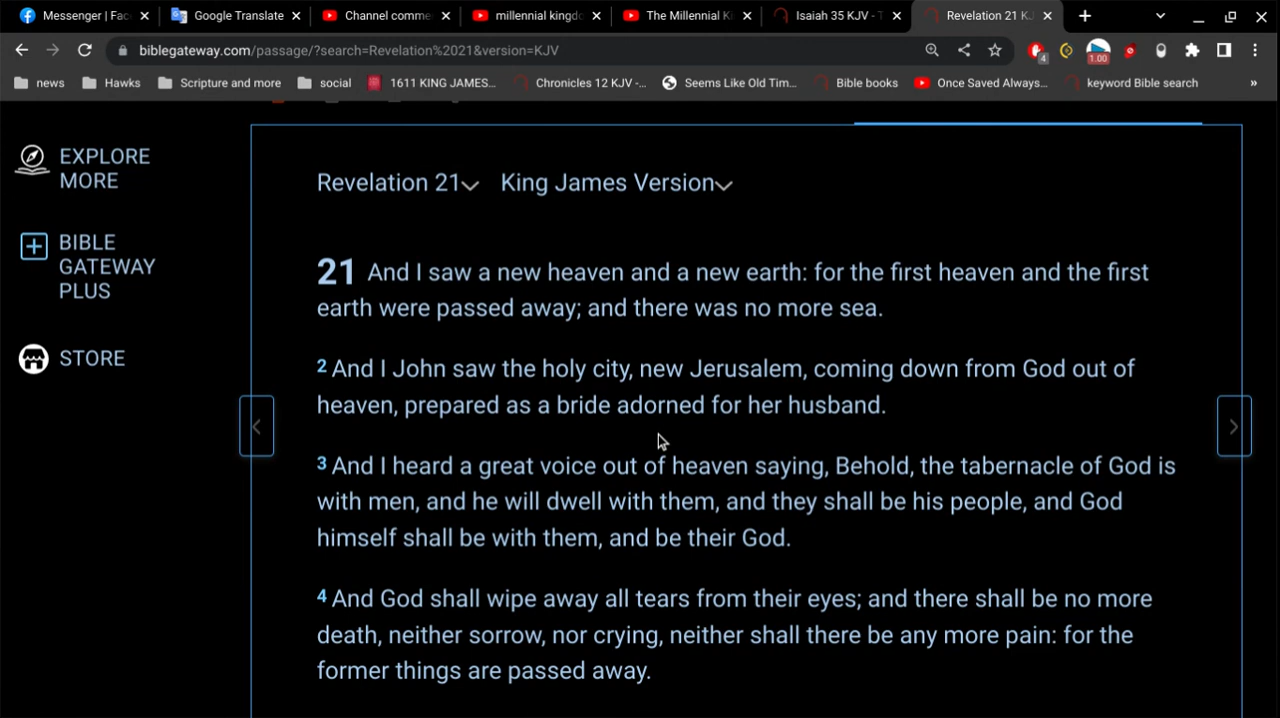 Messenger | Fac
Google Translate
Channel comme
millennial kingdo
The Millennial K
Isaiah 35 KJV - T
Revelation 21 KJ
biblegateway.com/passage/?search=Revelation%2021&version=KJV
4
1.00
news
Hawks
Scripture and more
social
1611 KING JAMES...
Chronicles 12 KJV -...
Seems Like Old Tim...
Bible books
Once Saved Always...
keyword Bible search
»
EXPLORE
MORE
BIBLE
GATEWAY
PLUS
STORE
Revelation 21
King James Version
21 And I saw a new heaven and a new earth: for the first heaven and the first
earth were passed away; and there was no more sea.
2 And I John saw the holy city, new Jerusalem, coming down from God out of
heaven, prepared as a bride adorned for her husband.
3 And I heard a great voice out of heaven saying, Behold, the tabernacle of God is
with men, and he will dwell with them, and they shall be his people, and God
himself shall be with them, and be their God.
4 And God shall wipe away all tears from their eyes; and there shall be no more
death, neither sorrow, nor crying, neither shall there be any more pain: for the
former things are passed away.